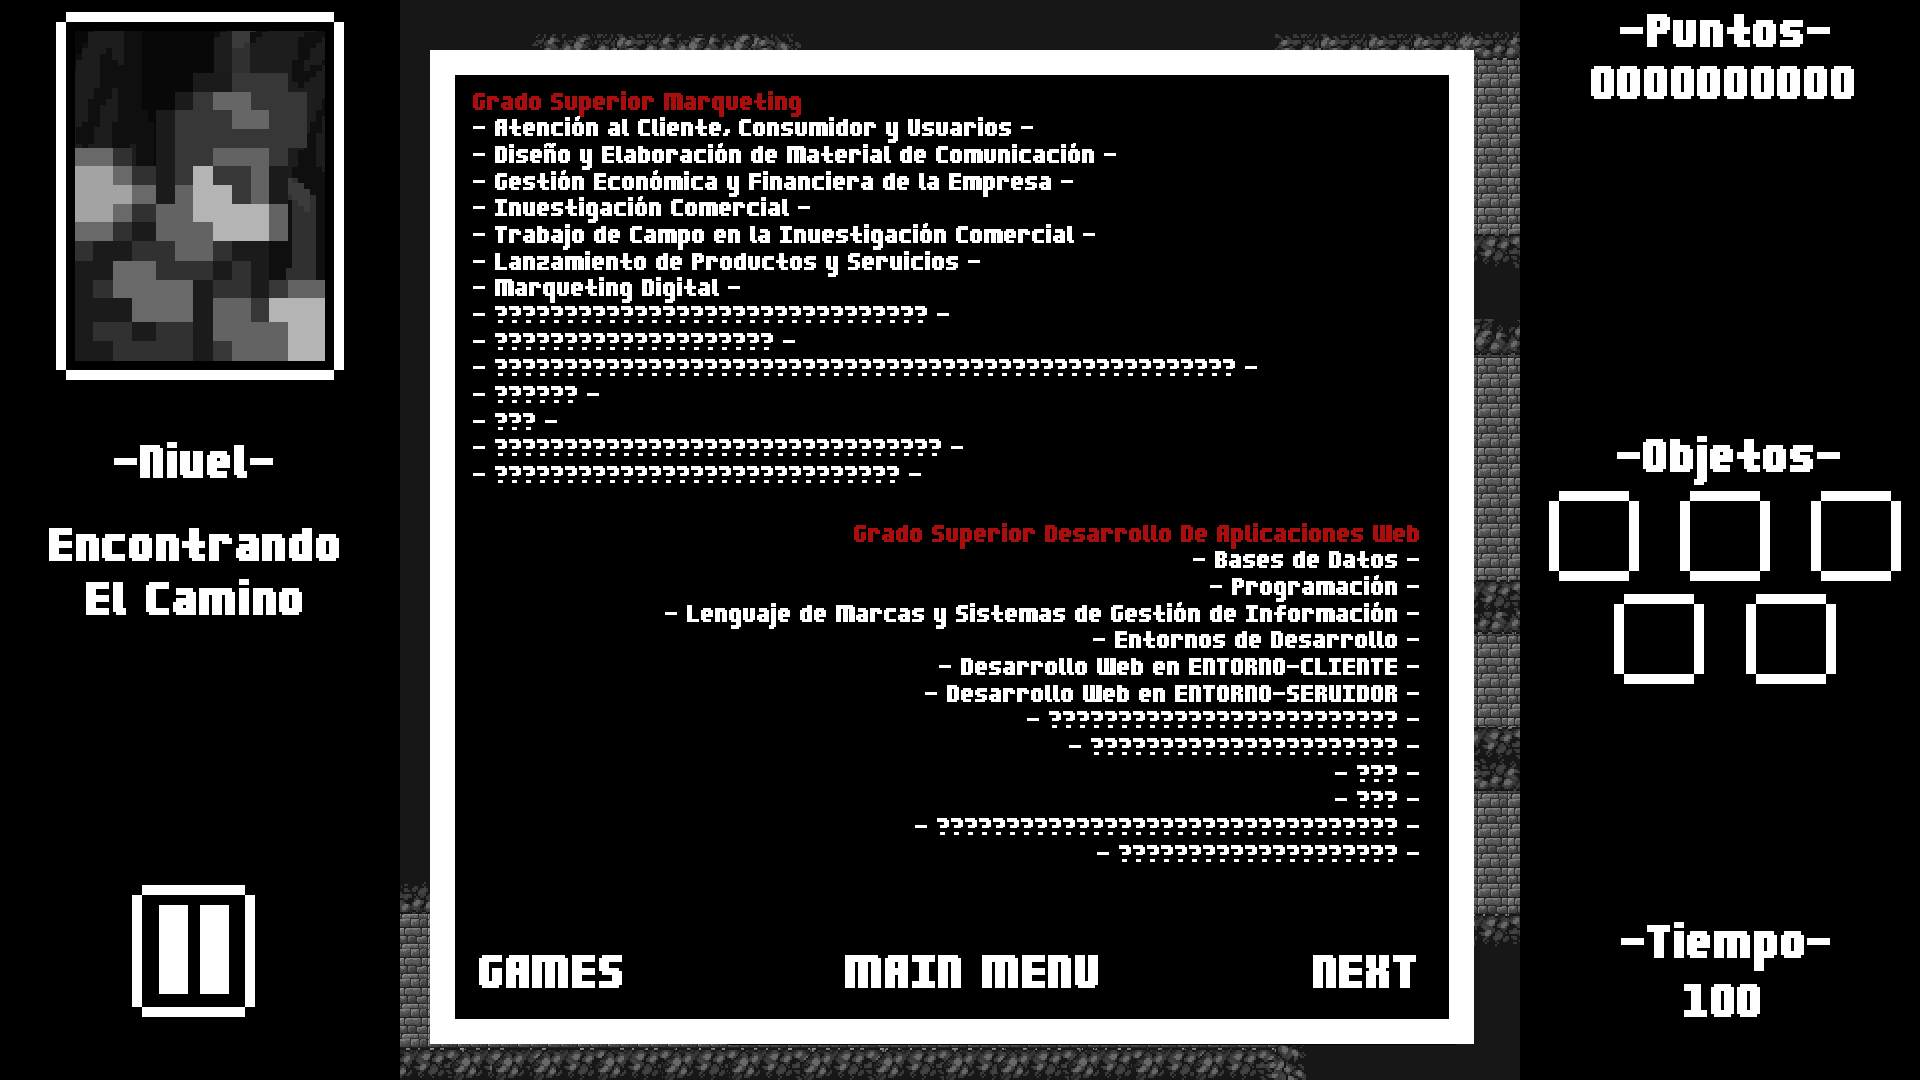 -Nivel-
Encontrando
El Camino
Grado Superior Marqueting
- Atención al Cliente, Consumidor y Usuarios -
- Diseño y Elaboración de Material de Comunicación -
- Gestión Económica y Financiera de la Empresa -
- Investigación Comercial -
- Trabajo de Campo en la Investigación Comercial -
- Lanzamiento de Productos y Servicios -
- Marqueting Digital -
- ??????????????????????????????? -
- ???????????????????? -
- ????????????????????????????????????????????????????? -
- ?????? -
- ??? -
- ???????????????????????????????? -
- ????????????????????????????? -
Grado Superior Desarrollo De Aplicaciones Web
- Bases de Datos -
- Programación -
- Lenguaje de Marcas y Sistemas de Gestión de Información -
- Entornos de Desarrollo -
- Desarrollo Web en ENTORNO-CLIENTE -
- Desarrollo Web en ENTORNO-SERVIDOR -
- ????????????????????????? -
- ?????????????????????? -
- ??? -
- ??? -
- ????????????????????????????????? -
- ???????????????????? -
GAMES MAIN MENU NEXT
-Puntos-
0000000000
-Objetos-
-Tiempo-
100